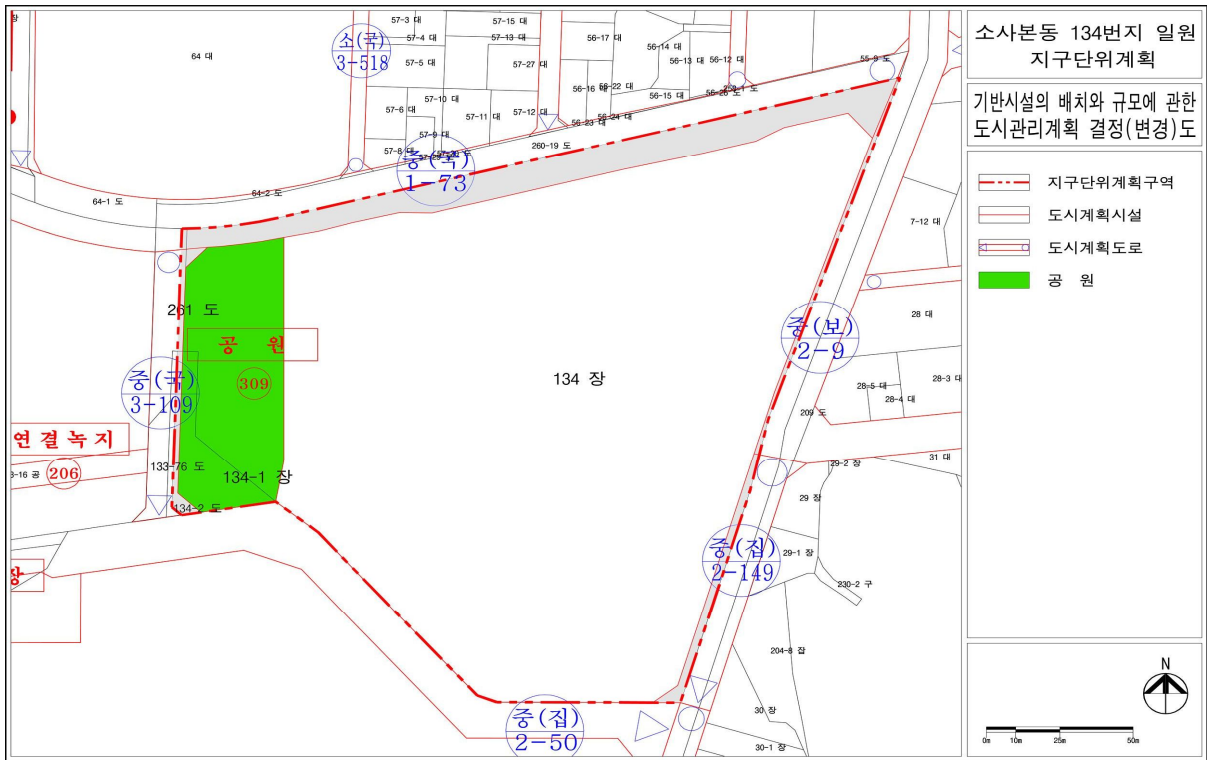 소사본동 134번지 일원
지구단위계획
기반시설의 배치와 규모에 관한
도시관리계획 결정(변경)도
지구단위계획구역
도시계획시설
도시계획도로
공 원
N
0m 10m 25m 50m
장
64 대
소(국)
3-518
57-3 대
57-15 대
57-4 대
57-13 대
57-5 대
57-27 대
57-6 대
57-10 대
57-11 대
57-12 대
57-9 대
57-8 대
56-17 대
56-14 대
56-13 대
56-12 대
56-16 대
56-22 대
56-15 대
56-23 대
56-24 대
55-9 도
260-19 도
중(국)
1-73
64-2 도
64-1 도
7-12 대
261 도
공 원
309
중(국)
3-109
134 장
중(보)
2-9
28 대
28-5 대
28-3 대
28-4 대
209 도
연결녹지
206
133-76 도
134-1 장
134-2 도
31 대
29-2 장
29 장
중(집)
2-149
29-1 장
230-2 구
장
204-8 잡
중(집)
2-50
30 장
30-1 장